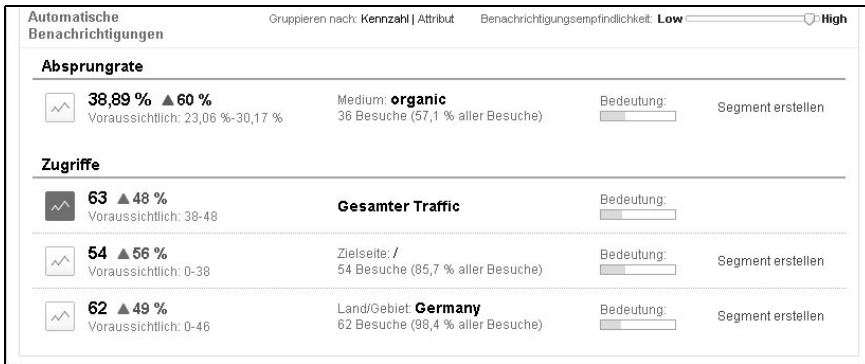 Automatische Benachrichtigungen
Gruppieren nach: Kennzahl | Attribut
Benachrichtigungsempfindlichkeit: Low High
Absprungrate
38,89 % ▲ 60 %
Voraussichtlich: 23,06 %-30,17 %
Medium: organic
36 Besuche (57,1 % aller Besuche)
Bedeutung:
Segment erstellen
Zugriffe
63 ▲ 48 %
Voraussichtlich: 38-48
Gesamter Traffic
Bedeutung:
54 ▲ 56 %
Voraussichtlich: 0-38
Zielseite: /
54 Besuche (85,7 % aller Besuche)
Bedeutung:
Segment erstellen
62 ▲ 49 %
Voraussichtlich: 0-46
Land/Gebiet: Germany
62 Besuche (98,4 % aller Besuche)
Bedeutung:
Segment erstellen